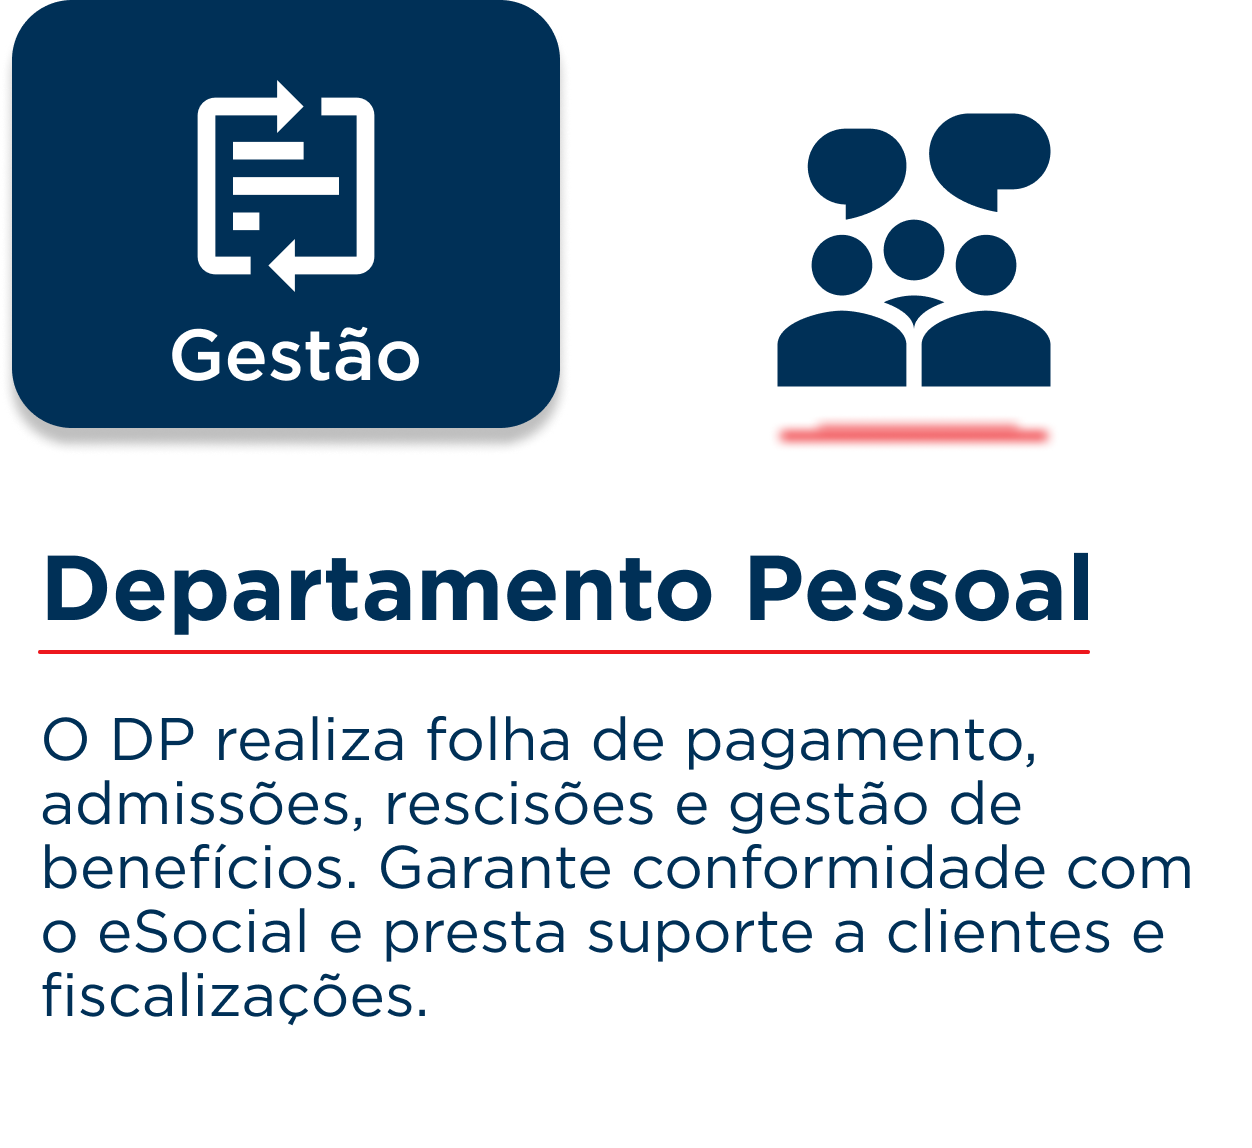 Gestão
Departamento Pessoal
O DP realiza folha de pagamento,
admissões, rescisões e gestão de
benefícios. Garante conformidade com
o eSocial e presta suporte a clientes e
fiscalizações.